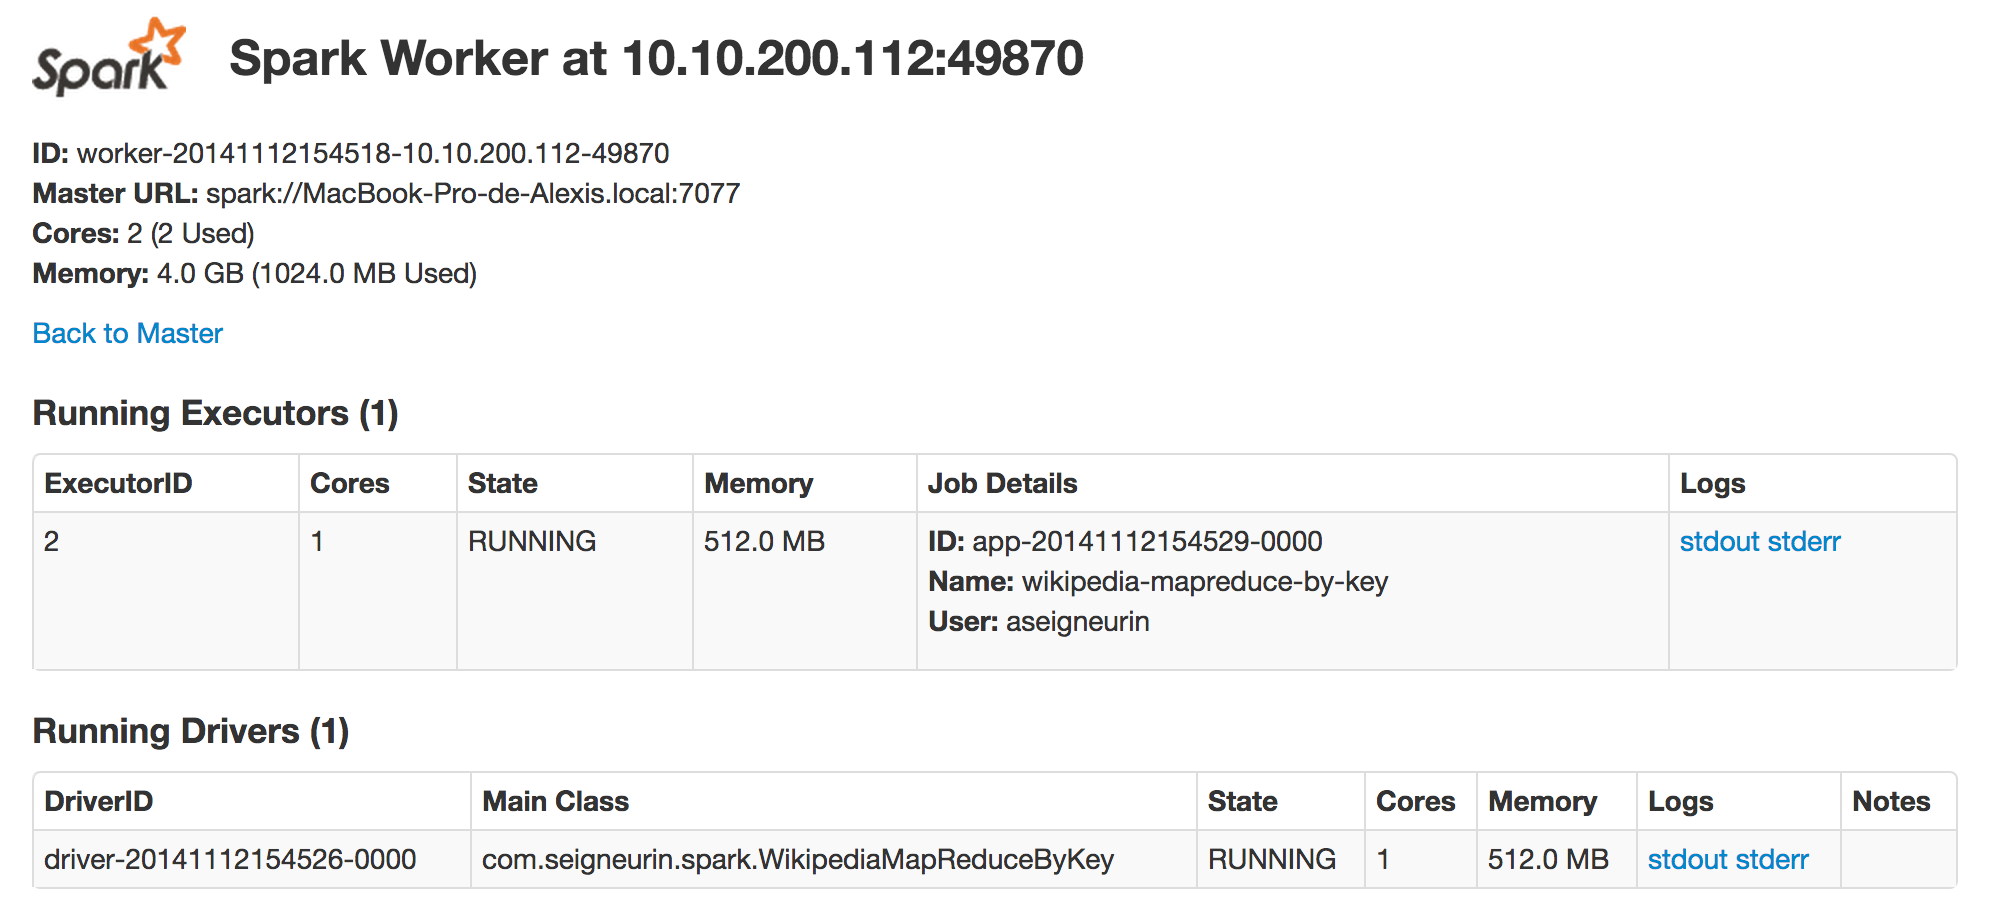 Spark
Spark Worker at 10.10.200.112:49870
ID: worker-20141112154518-10.10.200.112-49870
Master URL: spark://MacBook-Pro-de-Alexis.local:7077
Cores: 2 (2 Used)
Memory: 4.0 GB (1024.0 MB Used)
Back to Master
Running Executors (1)
ExecutorID Cores State Memory Job Details Logs
2 1 RUNNING 512.0 MB ID: app-20141112154529-0000 stdout stderr
Name: wikipedia-mapreduce-by-key
User: aseigneurin
Running Drivers (1)
DriverID Main Class State Cores Memory Logs Notes
driver-20141112154526-0000 com.seigneurin.spark.WikipediaMapReduceByKey RUNNING 1 512.0 MB stdout stderr